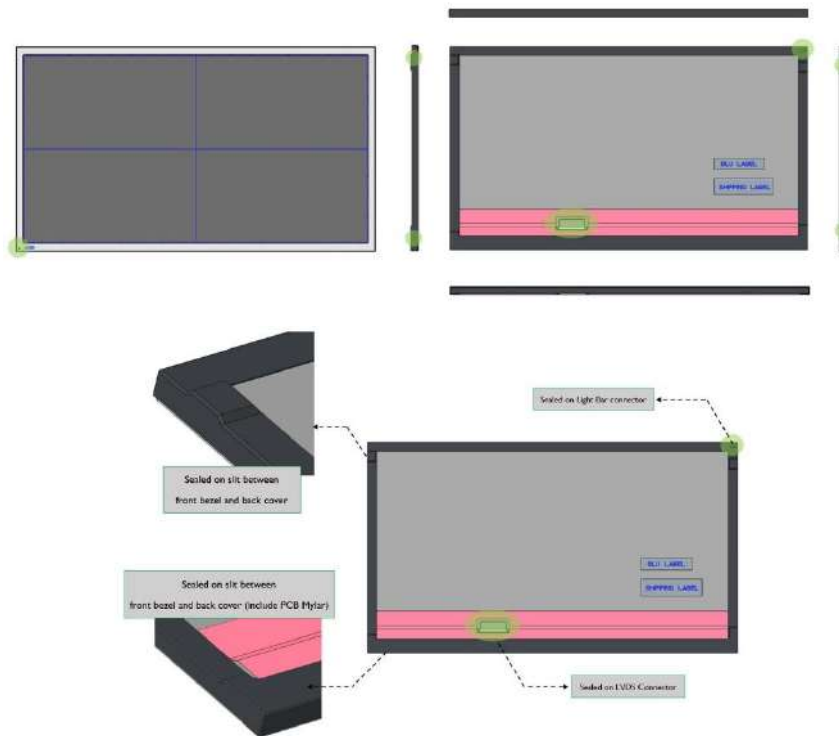 BLU LABEL
SHIPPING LABEL
Sealed on Light Bar connector
Sealed on slit between
front bezel and back cover
BLU LABEL
SHIPPING LABEL
Sealed on slit between
front bezel and back cover (include PCB Mylar)
Sealed on LVDS Connector